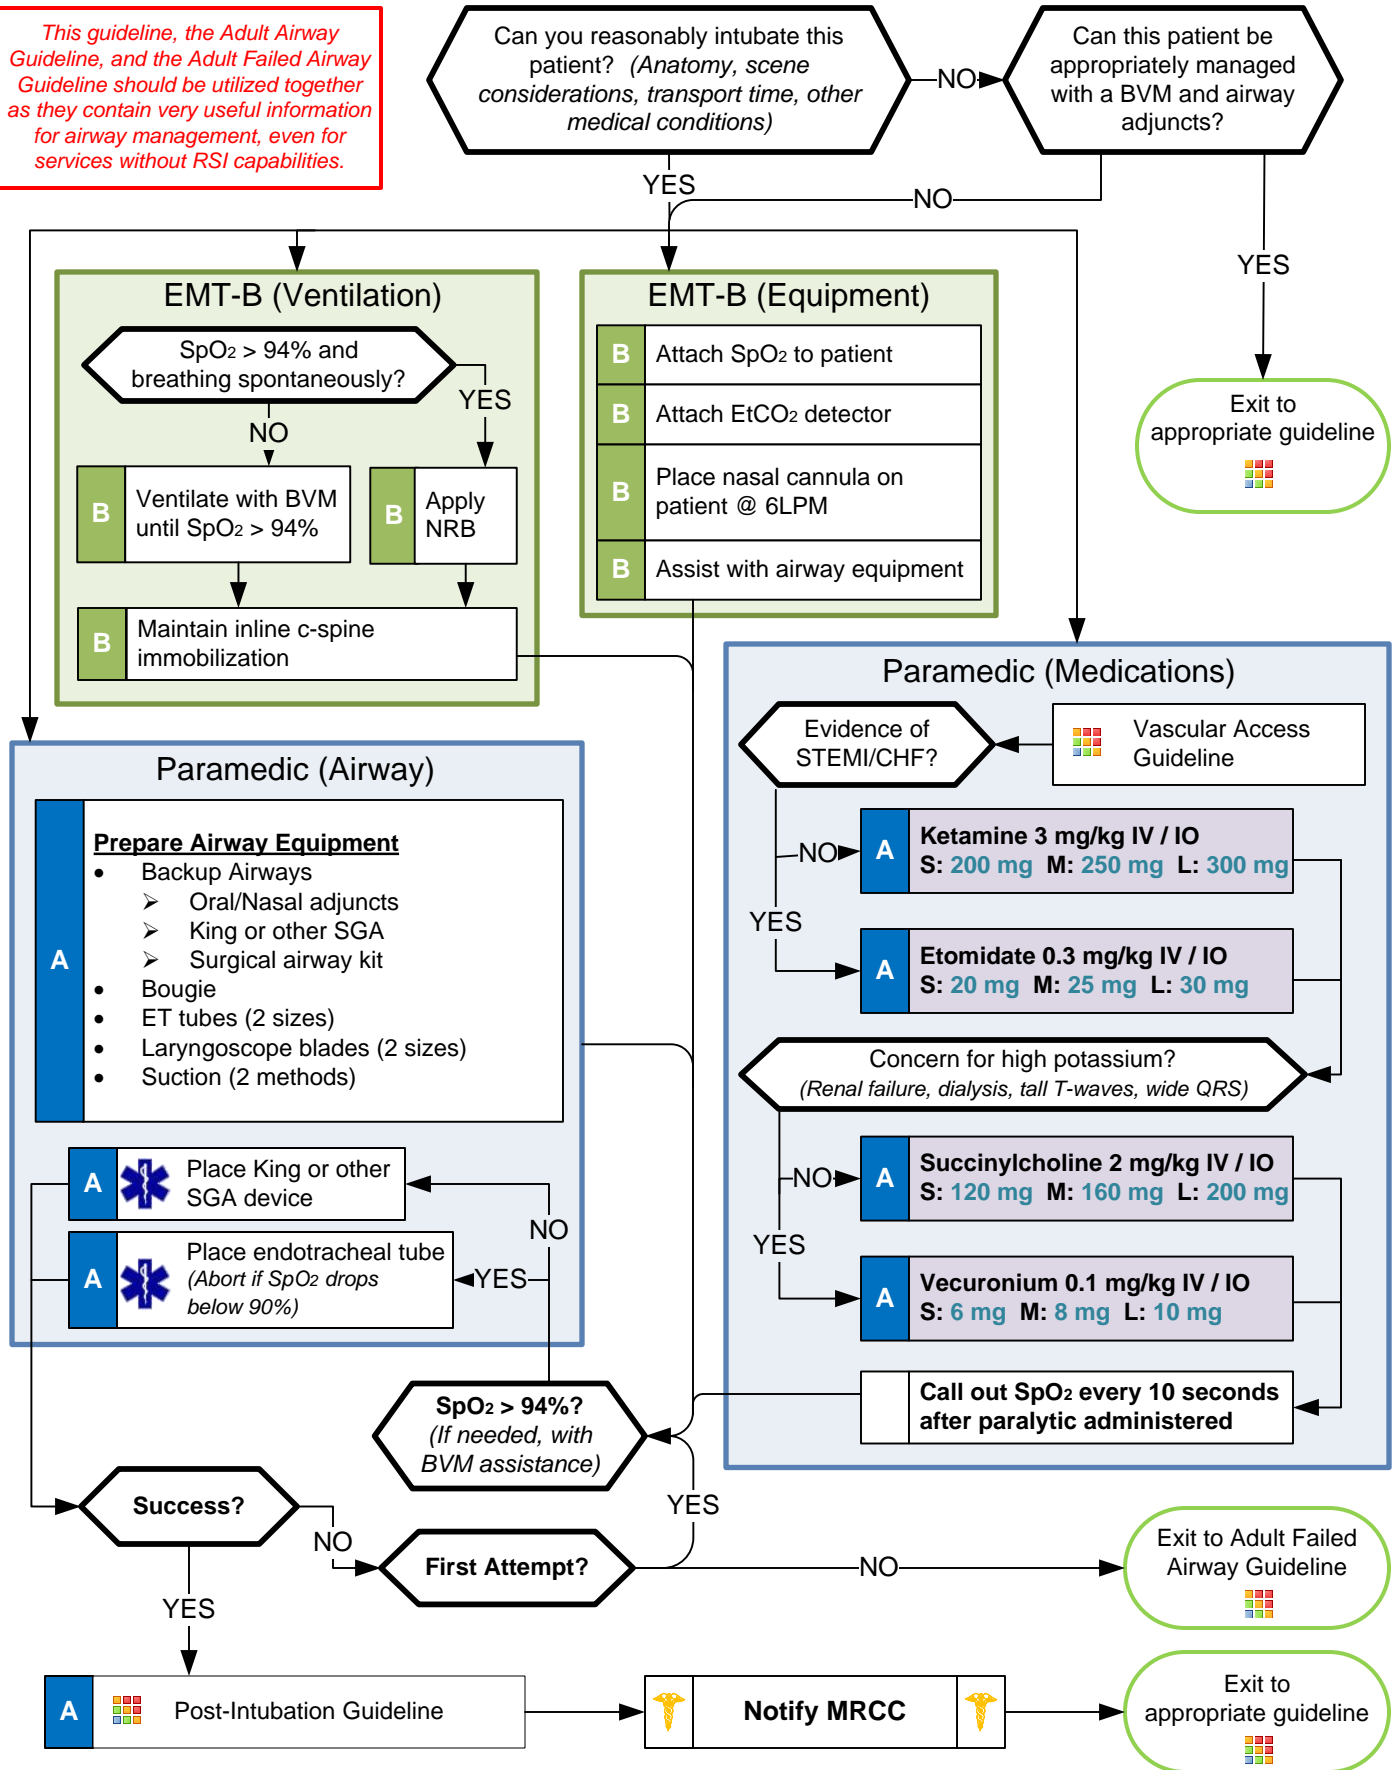 This guideline, the Adult Airway
Guideline, and the Adult Failed Airway
Guideline should be utilized together
as they contain very useful information
for airway management, even for
services without RSI capabilities.
Can you reasonably intubate this
patient? (Anatomy, scene
considerations, transport time, other
medical conditions)
NO
Can this patient be
appropriately managed
with a BVM and airway
adjuncts?
YES
NO
YES
Exit to
appropriate guideline
EMT-B (Ventilation)
SpO2 > 94% and
breathing spontaneously?
YES
NO
B
Ventilate with BVM
until SpO2 > 94%
B
Apply
NRB
B
Maintain inline c-spine
immobilization
EMT-B (Equipment)
B
Attach SpO2 to patient
B
Attach EtCO2 detector
B
Place nasal cannula on
patient @ 6LPM
B
Assist with airway equipment
Paramedic (Airway)
A
Prepare Airway Equipment
• Backup Airways
➢ Oral/Nasal adjuncts
➢ King or other SGA
➢ Surgical airway kit
• Bougie
• ET tubes (2 sizes)
• Laryngoscope blades (2 sizes)
• Suction (2 methods)
A
Place King or other
SGA device
NO
A
Place endotracheal tube
(Abort if SpO2 drops
below 90%)
YES
Paramedic (Medications)
Evidence of
STEMI/CHF?
Vascular Access
Guideline
NO
A
Ketamine 3 mg/kg IV / IO
S: 200 mg M: 250 mg L: 300 mg
YES
A
Etomidate 0.3 mg/kg IV / IO
S: 20 mg M: 25 mg L: 30 mg
Concern for high potassium?
(Renal failure, dialysis, tall T-waves, wide QRS)
NO
A
Succinylcholine 2 mg/kg IV / IO
S: 120 mg M: 160 mg L: 200 mg
YES
A
Vecuronium 0.1 mg/kg IV / IO
S: 6 mg M: 8 mg L: 10 mg
Call out SpO2 every 10 seconds
after paralytic administered
SpO2 > 94%?
(If needed, with
BVM assistance)
Success?
NO
First Attempt?
YES
NO
Exit to Adult Failed
Airway Guideline
YES
A
Post-Intubation Guideline
Notify MRCC
Exit to
appropriate guideline